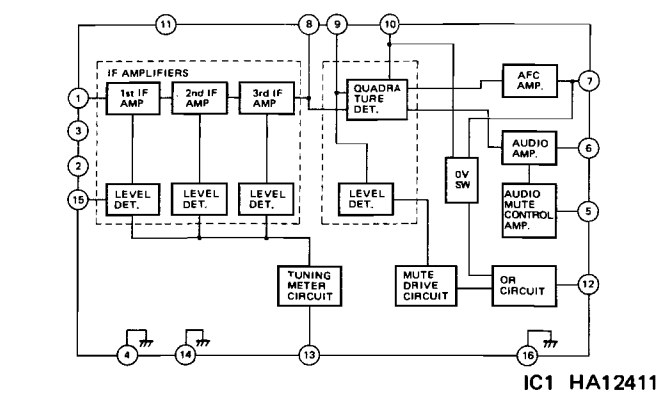 11
8
9
10
IF AMPLIFIERS
1st IF
AMP
2nd IF
AMP
3rd IF
AMP
QUADRA
TURE
DET.
AFC
AMP.
7
1
3
2
15
AUDIO
AMP.
6
0V
SW
LEVEL
DET.
LEVEL
DET.
LEVEL
DET.
LEVEL
DET.
AUDIO
MUTE
CONTROL
AMP.
5
TUNING
METER
CIRCUIT
MUTE
DRIVE
CIRCUIT
OR
CIRCUIT
12
4
14
13
16
IC1 HA12411